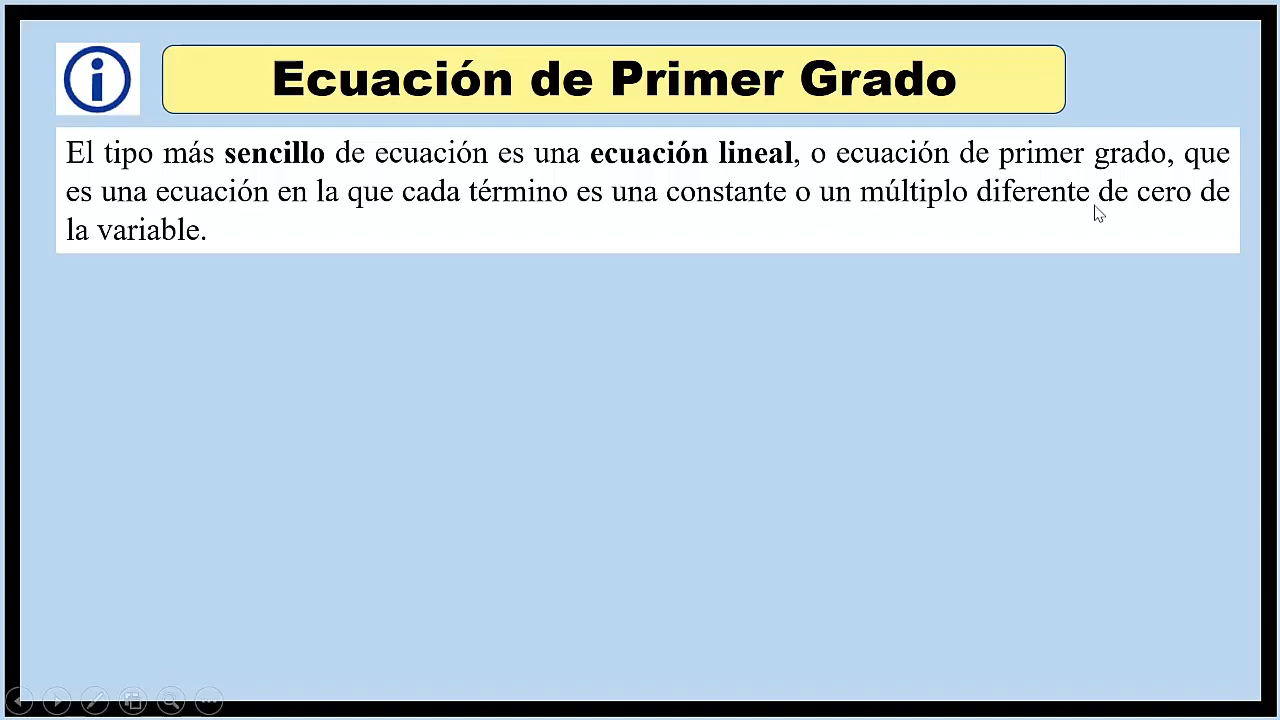 Ecuación de Primer Grado
El tipo más sencillo de ecuación es una ecuación lineal, o ecuación de primer grado, que
es una ecuación en la que cada término es una constante o un múltiplo diferente de cero de
la variable.